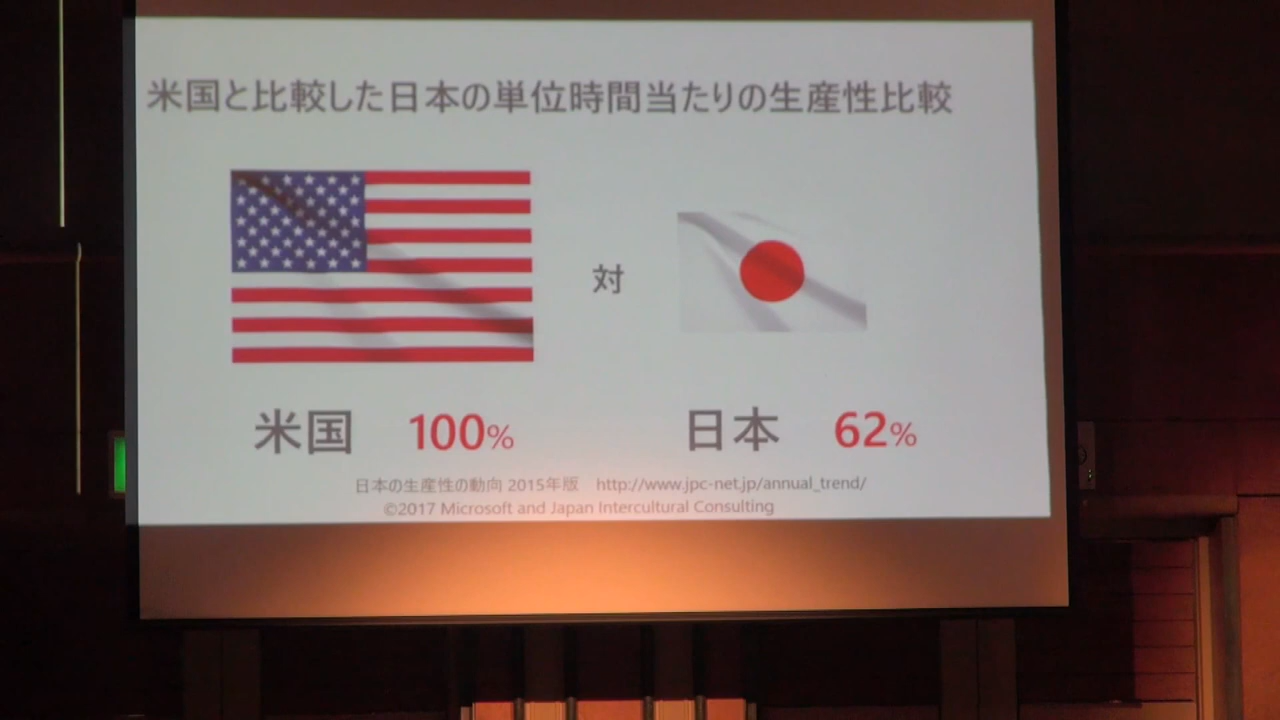 米国と比較した日本の単位時間当たりの生産性比較
対
米国 100% 日本 62%
日本の生産性の動向 2015年版 http://www.jpc-net.jp/annual_trend/
©2017 Microsoft and Japan Intercultural Consulting